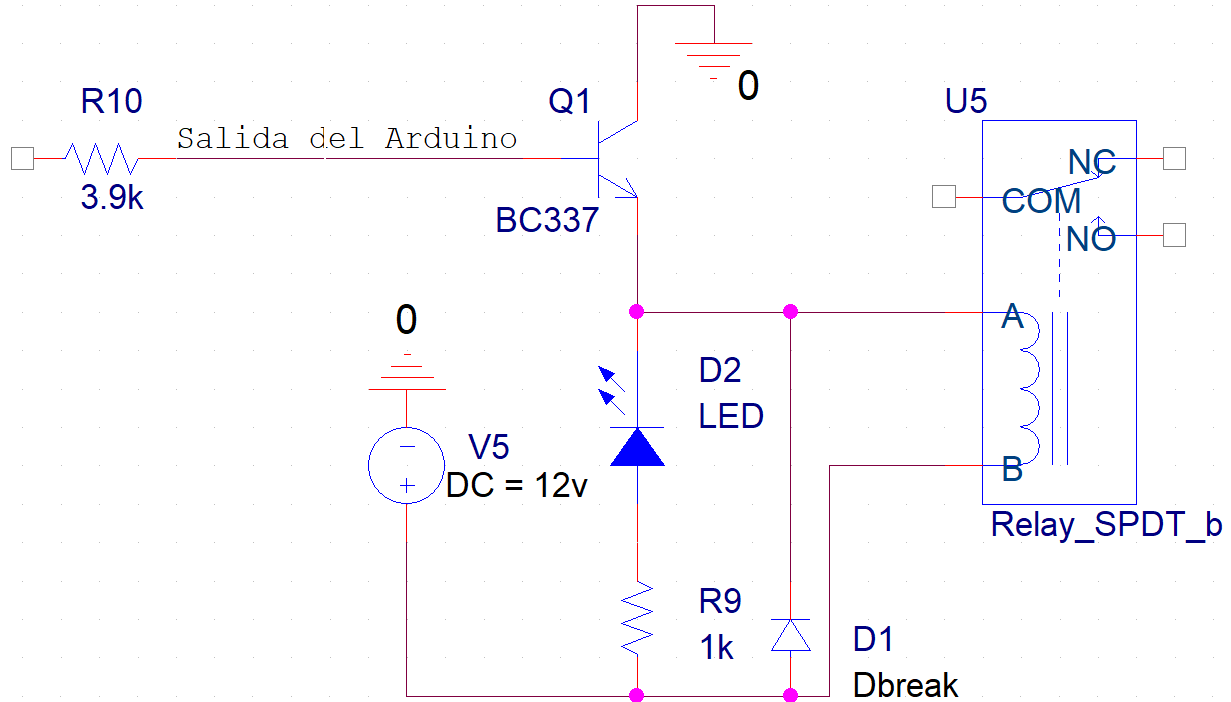 R10
3.9k
Salida del Arduino
Q1
BC337
0
U5
NC
COM
NO
A
B
Relay_SPDT_b
0
V5
DC = 12v
D2
LED
R9
1k
D1
Dbreak